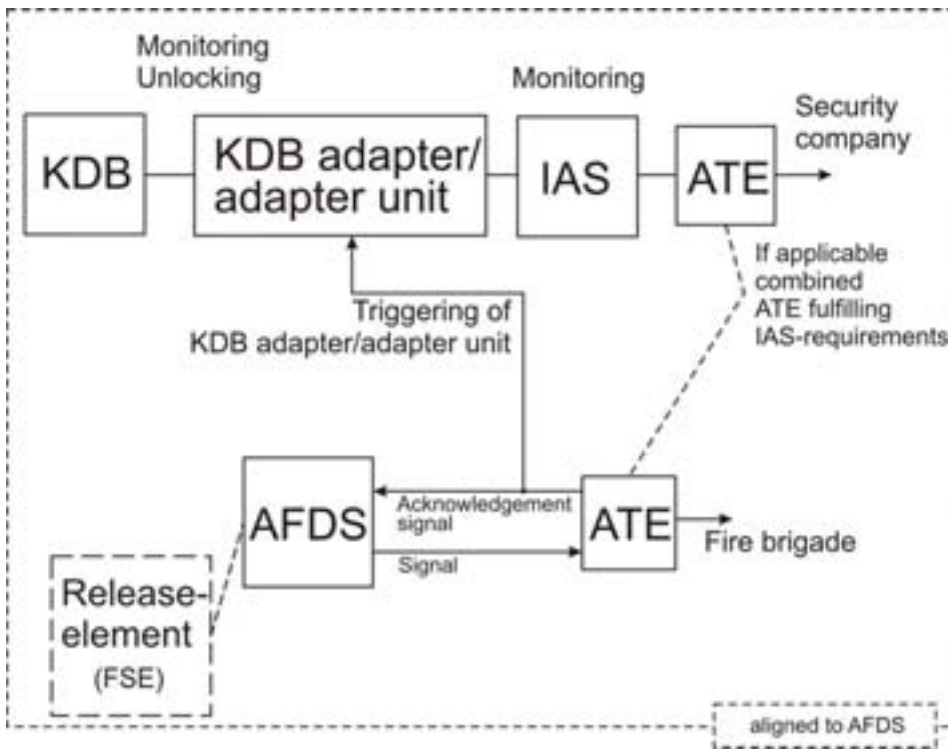 Monitoring
Unlocking
Monitoring
Security
company
KDB
KDB adapter/
adapter unit
IAS
ATE
If applicable
combined
ATE fulfilling
IAS-requirements
Triggering of
KDB adapter/adapter unit
AFDS
Acknowledgement
signal
Signal
ATE
Fire brigade
Release-
element
(FSE)
aligned to AFDS